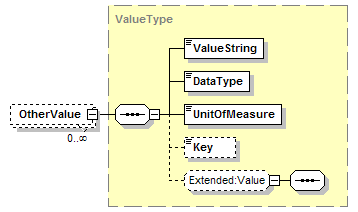 ValueType
ValueString
DataType
OtherValue
UnitOfMeasure
0..∞
Key
Extended:Value